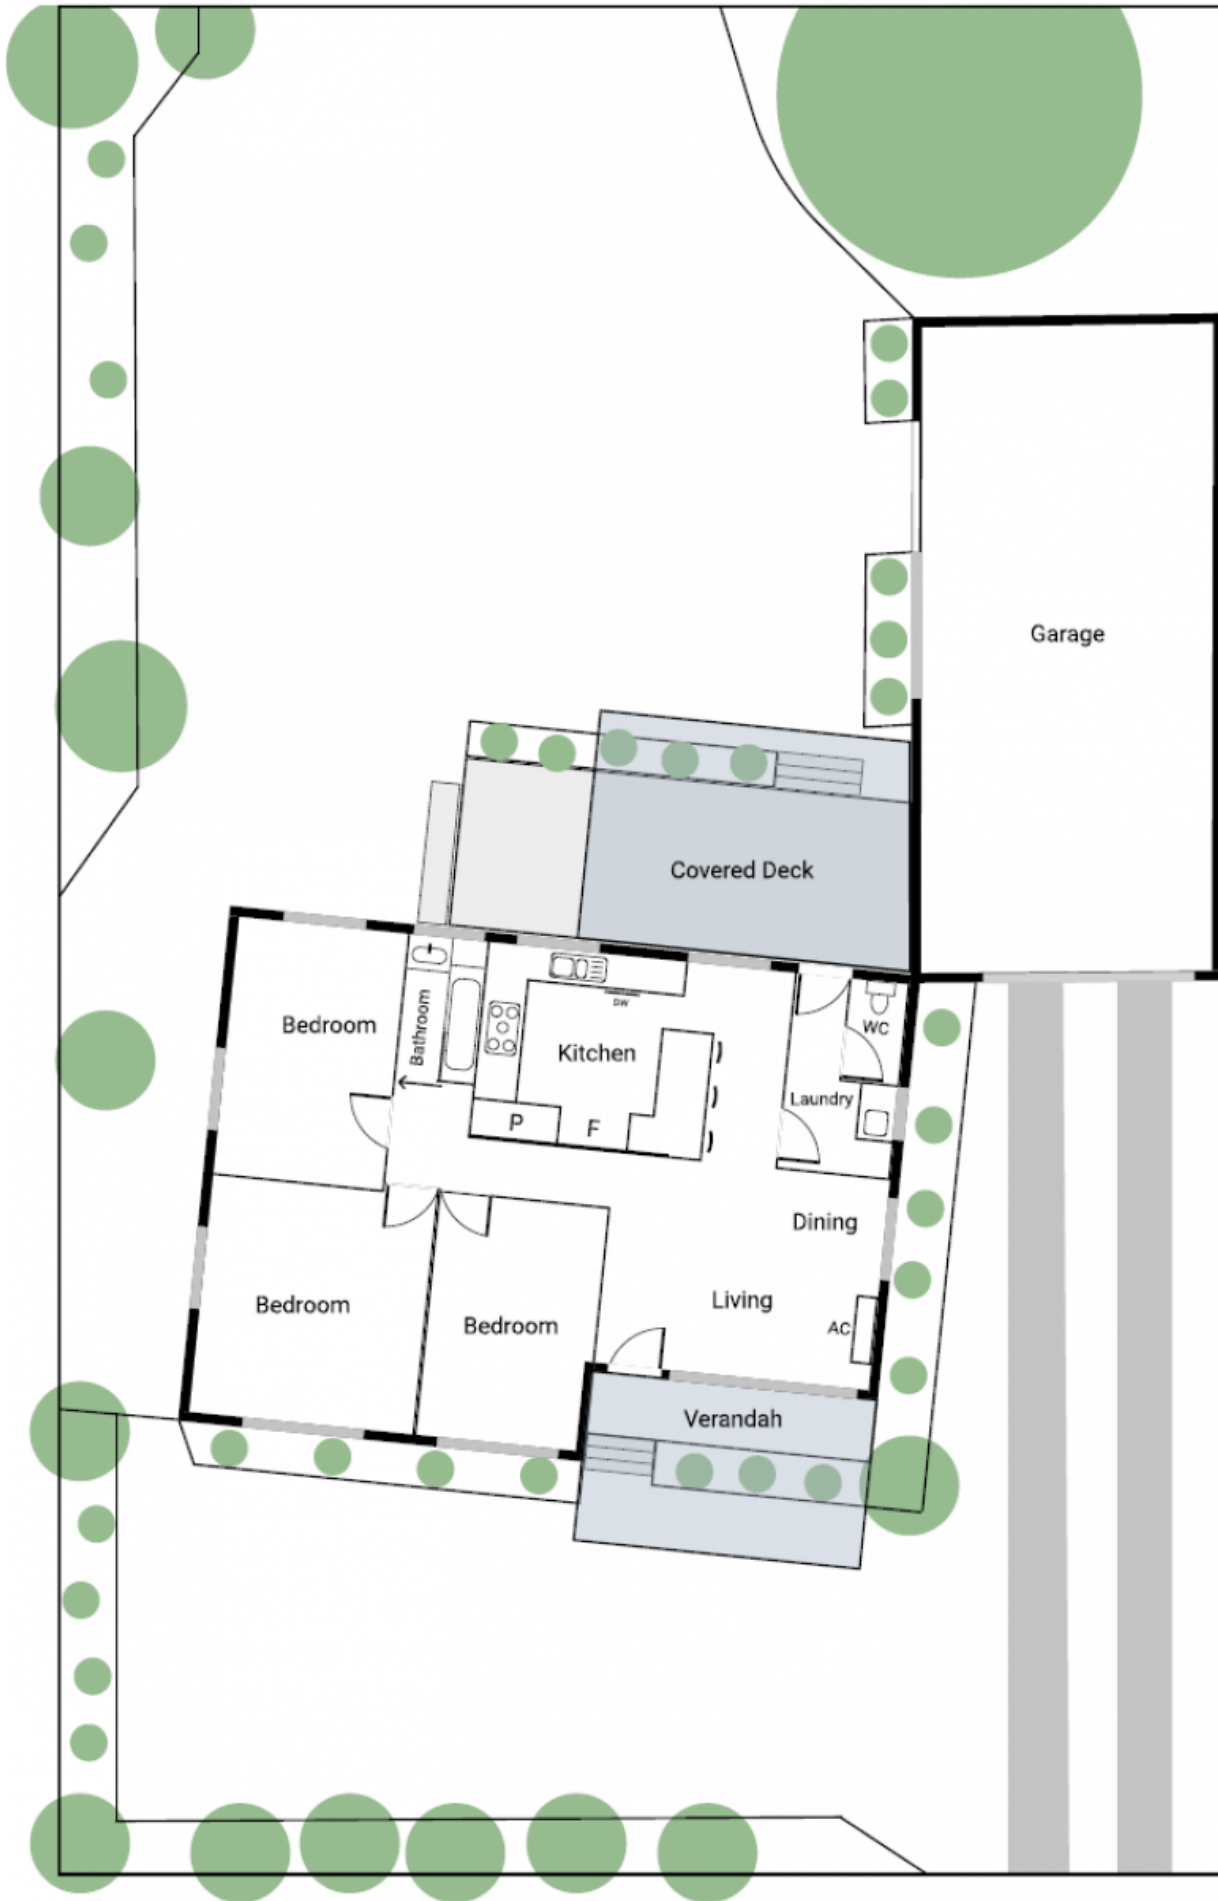 Garage
Covered Deck
Bedroom
Bathroom
DW
Kitchen
WC
P
F
Laundry
Dining
Bedroom
Bedroom
Living
AC
Verandah